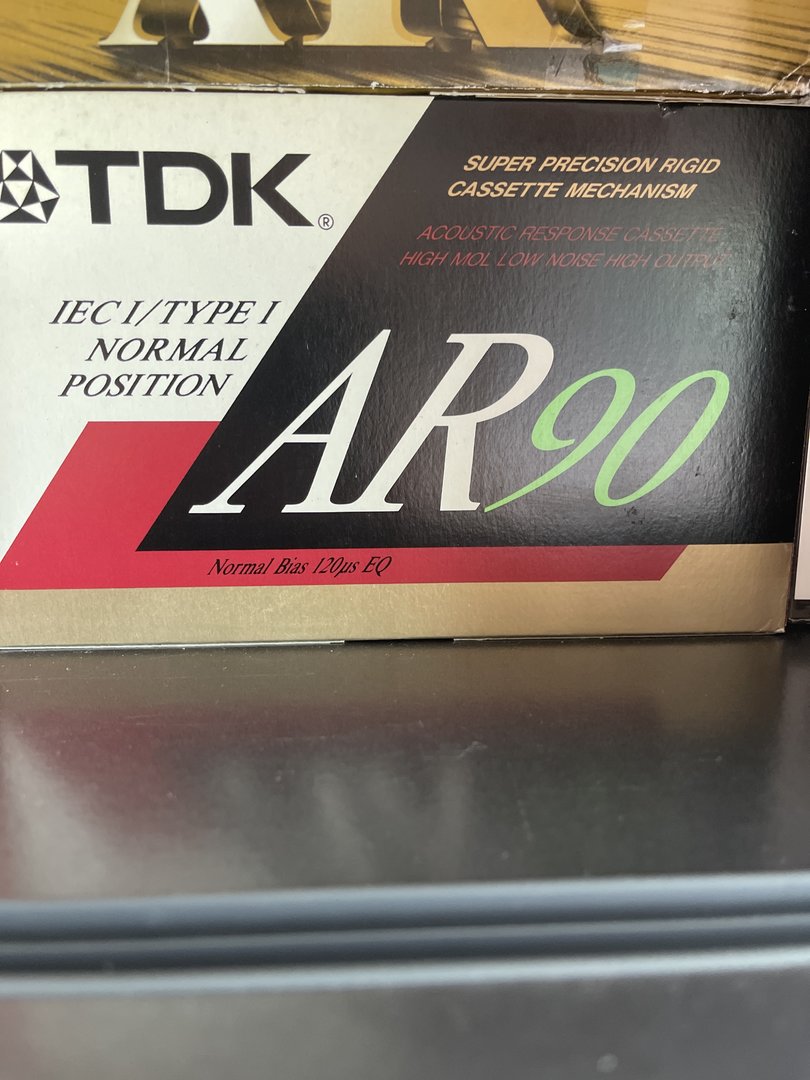 TDK®
SUPER PRECISION RIGID
CASSETTE MECHANISM
ACOUSTIC RESPONSE CASSETTE
HIGH MOL LOW NOISE HIGH OUTPUT
IEC I/TYPE I
NORMAL
POSITION
AR90
Normal Bias 120µs EQ